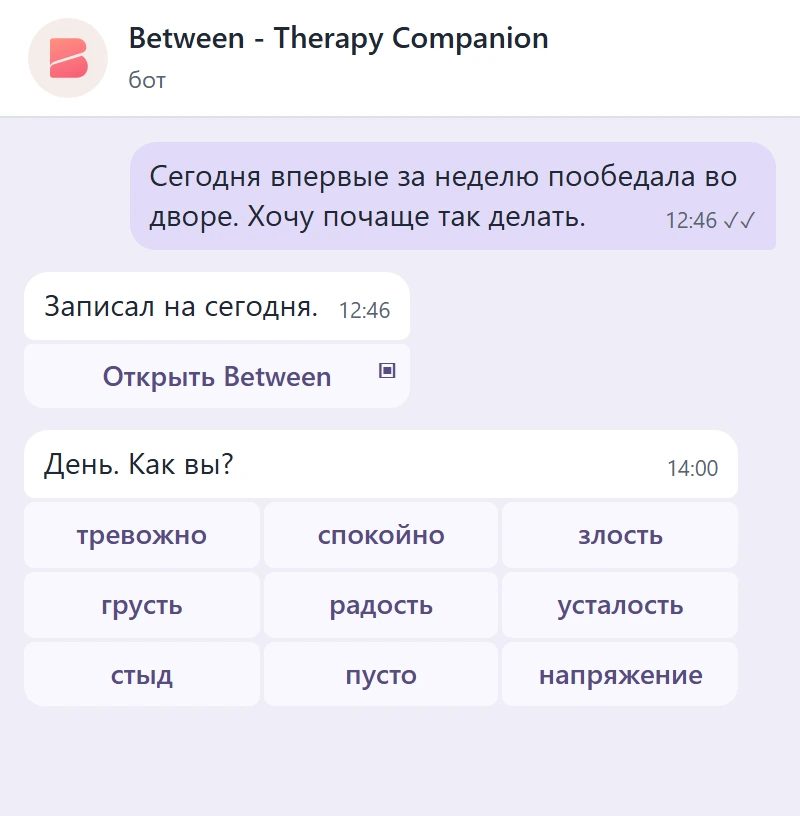 Between - Therapy Companion
бот
Сегодня впервые за неделю пообедала во
дворе. Хочу почаще так делать. 12:46
Записал на сегодня. 12:46
Открыть Between
День. Как вы? 14:00
тревожно спокойно злость
грусть радость усталость
стыд пусто напряжение